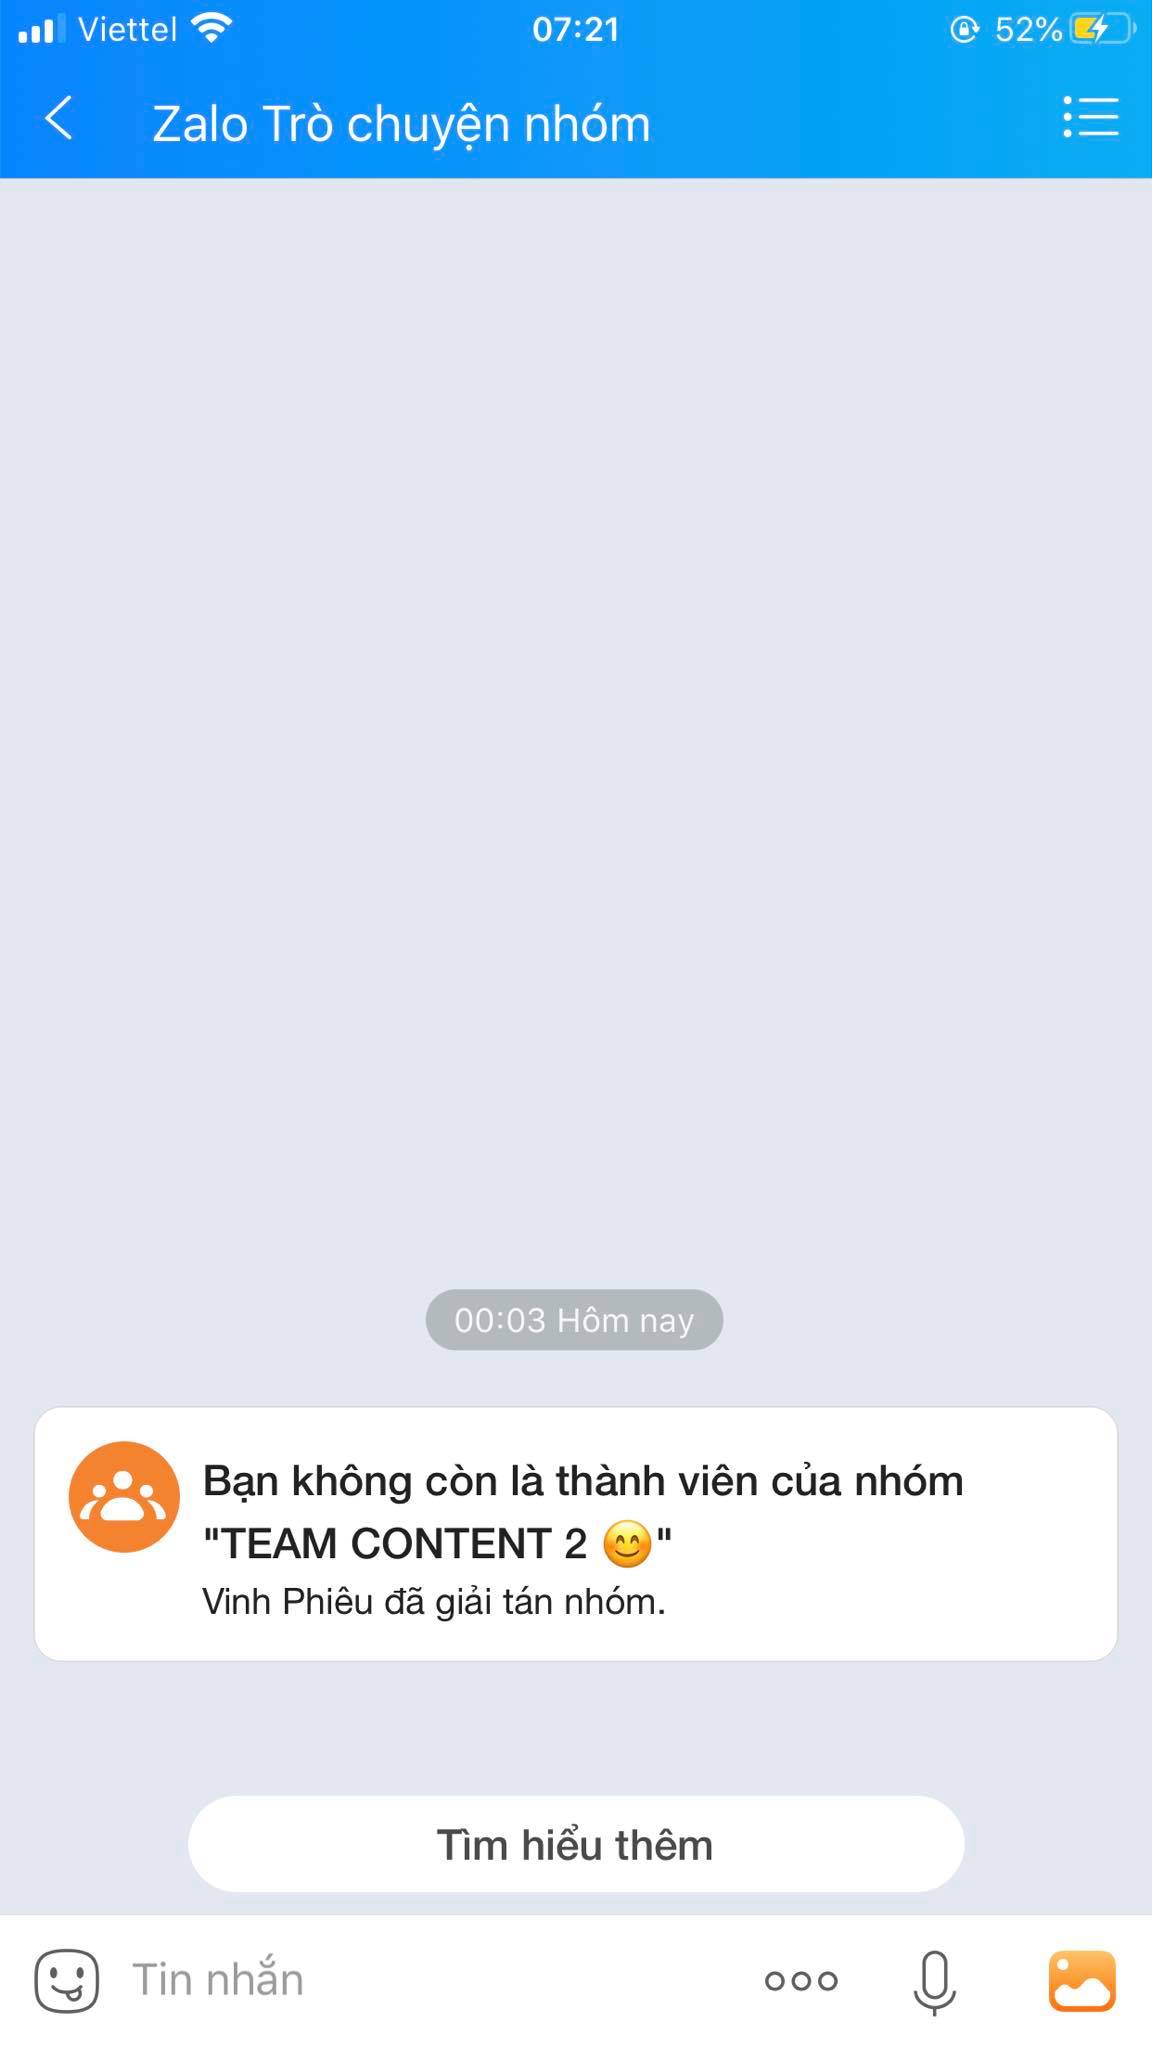 Viettel 07:21 52%
Zalo Trò chuyện nhóm
00:03 Hôm nay
Bạn không còn là thành viên của nhóm
"TEAM CONTENT 2 😊"
Vinh Phiêu đã giải tán nhóm.
Tìm hiểu thêm
Tin nhắn